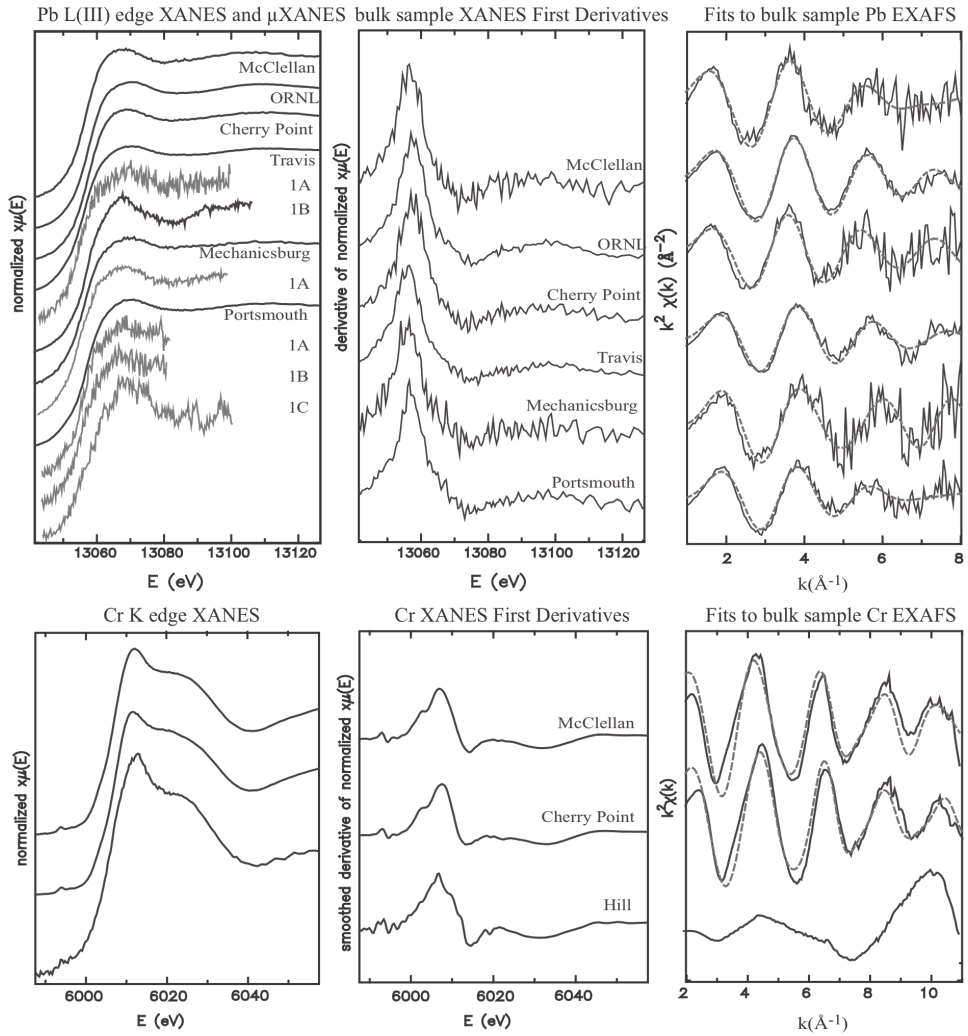 Pb L(III) edge XANES and µXANES bulk sample XANES First Derivatives
Fits to bulk sample Pb EXAFS
normalized xµ(E)
McClellan
ORNL
Cherry Point
Travis
1A
1B
Mechanicsburg
1A
Portsmouth
1A
1B
1C
13060 13080 13100 13120
E (eV)
derivative of normalized xµ(E)
McClellan
ORNL
Cherry Point
Travis
Mechanicsburg
Portsmouth
13060 13080 13100 13120
E (eV)
k² χ(k) (Å⁻²)
2 4 6 8
k(Å⁻¹)
Cr K edge XANES
normalized xµ(E)
6000 6020 6040
E (eV)
Cr XANES First Derivatives
smoothed derivative of normalized xµ(E)
McClellan
Cherry Point
Hill
6000 6020 6040
E (eV)
Fits to bulk sample Cr EXAFS
k²χ(k)
2 4 6 8 10
k(Å⁻¹)